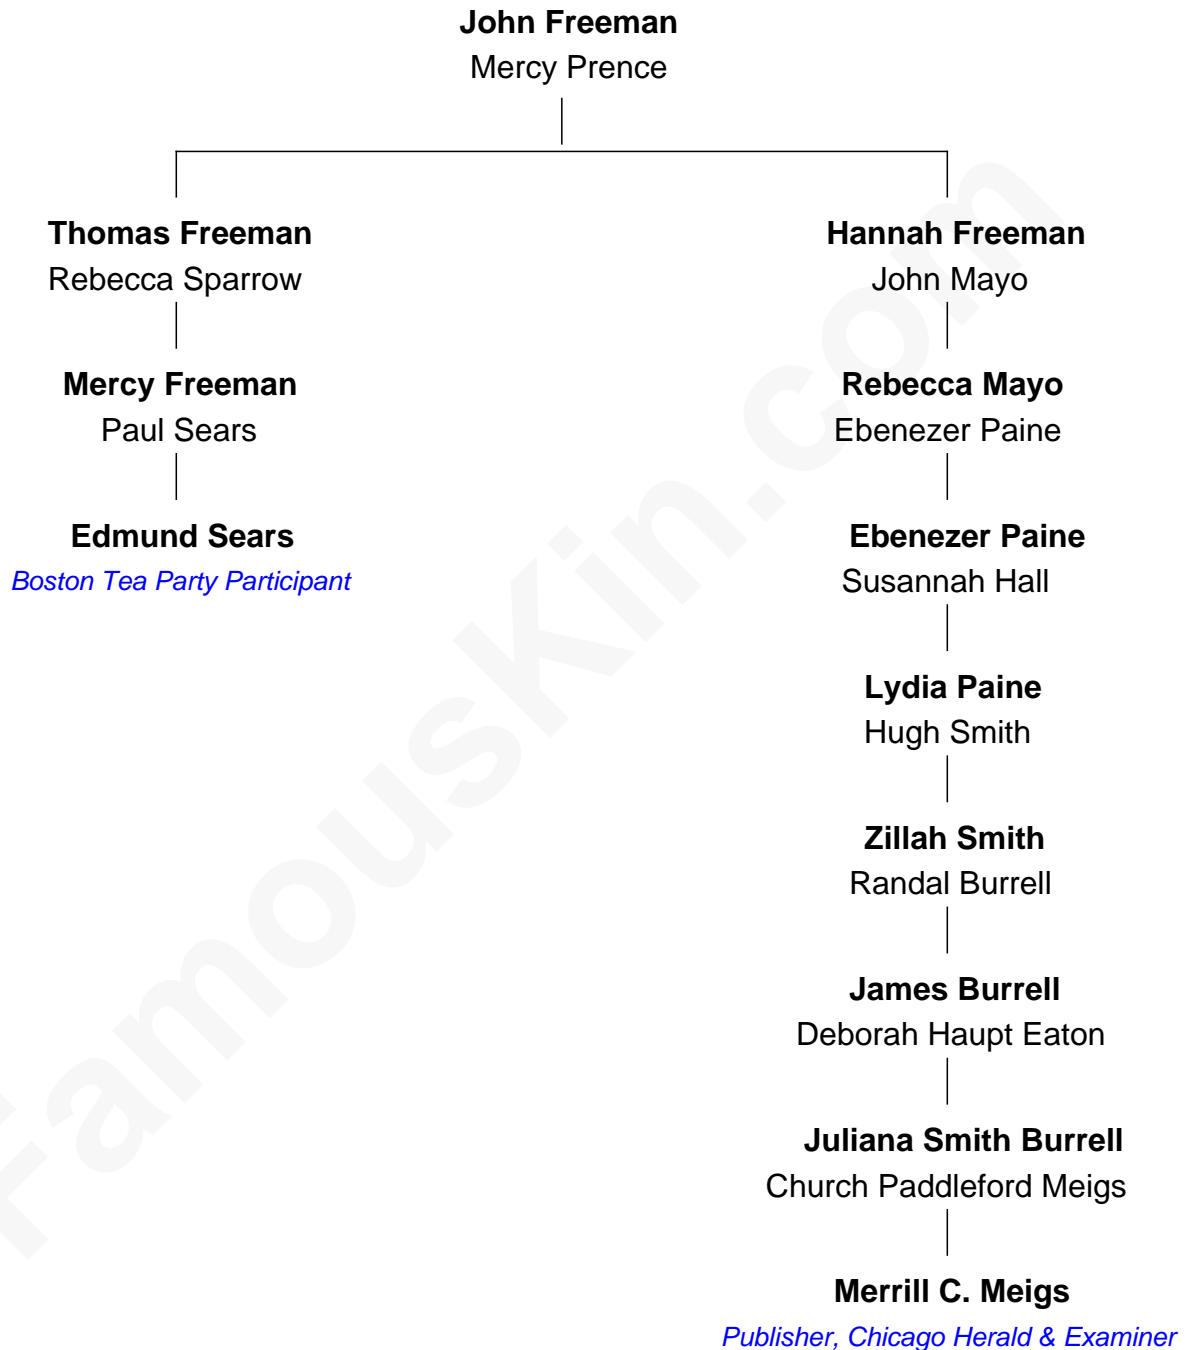 John Freeman
Mercy Prence
Thomas Freeman
Rebecca Sparrow
Mercy Freeman
Paul Sears
Edmund Sears
Boston Tea Party Participant
Hannah Freeman
John Mayo
Rebecca Mayo
Ebenezer Paine
Ebenezer Paine
Susannah Hall
Lydia Paine
Hugh Smith
Zillah Smith
Randal Burrell
James Burrell
Deborah Haupt Eaton
Juliana Smith Burrell
Church Paddleford Meigs
Merrill C. Meigs
Publisher, Chicago Herald & Examiner
FamousKin.com